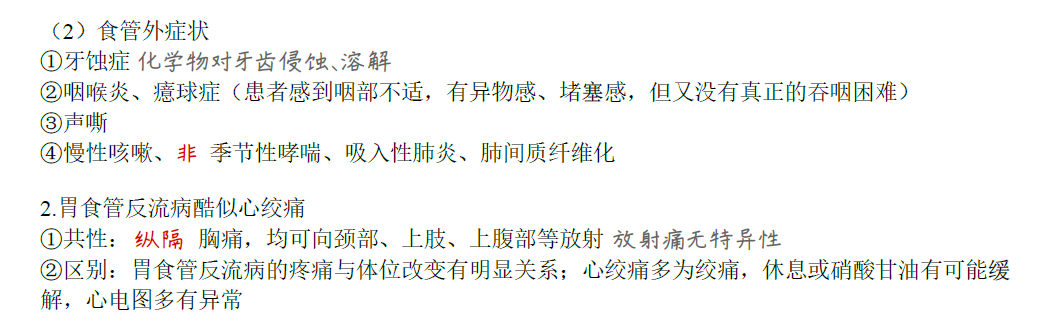 （2）食管外症状
①牙蚀症 化学物对牙齿侵蚀、溶解
②咽喉炎、癔球症（患者感到咽部不适，有异物感、堵塞感，但又没有真正的吞咽困难）
③声嘶
④慢性咳嗽、非 季节性哮喘、吸入性肺炎、肺间质纤维化
2.胃食管反流病酷似心绞痛
①共性：纵隔 胸痛，均可向颈部、上肢、上腹部等放射 放射痛无特异性
②区别：胃食管反流病的疼痛与体位改变有明显关系；心绞痛多为绞痛，休息或硝酸甘油有可能缓
解，心电图多有异常